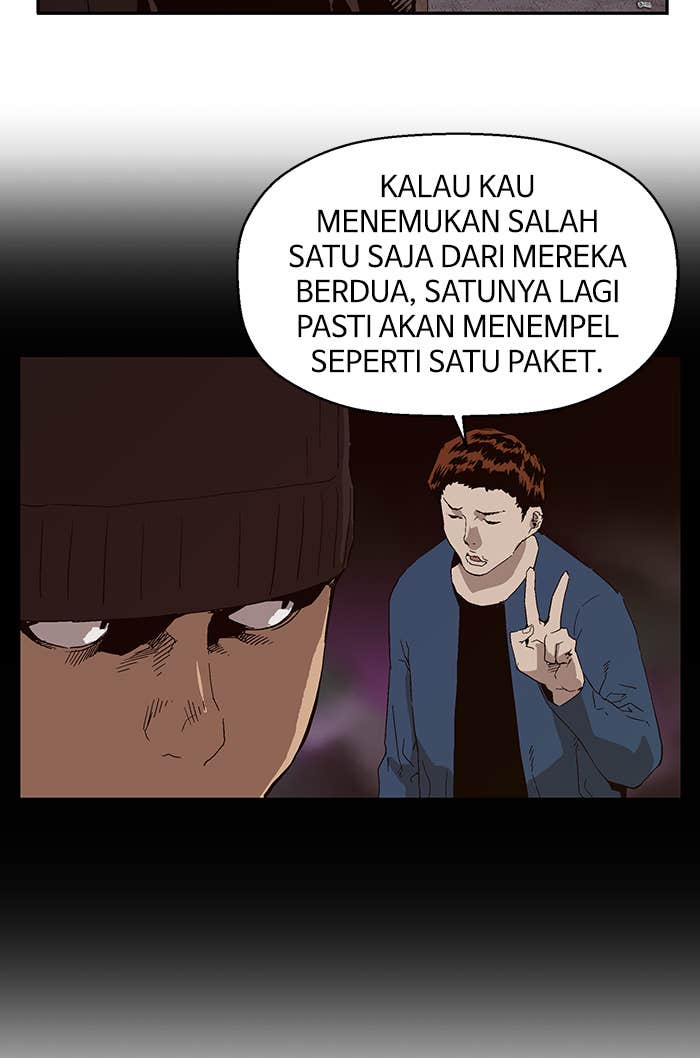 KALAU KAU
MENEMUKAN SALAH
SATU SAJA DARI MEREKA
BERDUA, SATUNYA LAGI
PASTI AKAN MENEMPEL
SEPERTI SATU PAKET.